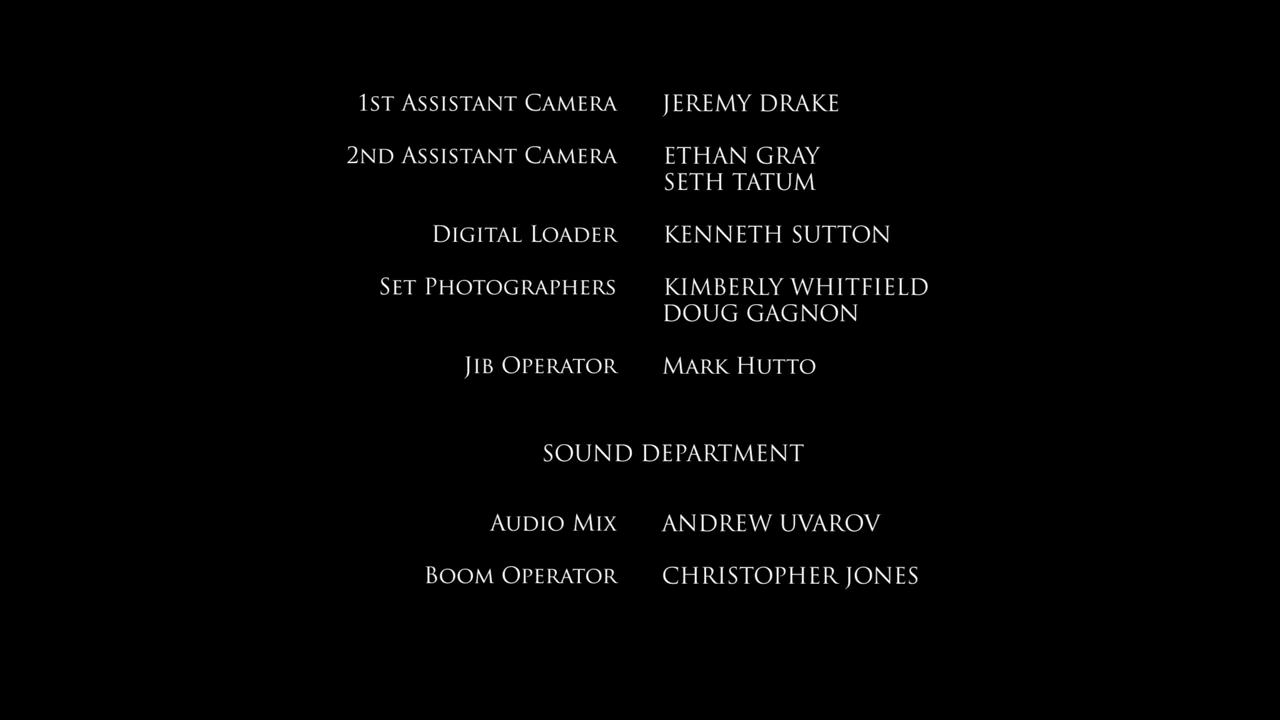 1st Assistant Camera JEREMY DRAKE
2nd Assistant Camera ETHAN GRAY
SETH TATUM
Digital Loader KENNETH SUTTON
Set Photographers KIMBERLY WHITFIELD
DOUG GAGNON
Jib Operator Mark Hutto
SOUND DEPARTMENT
Audio Mix ANDREW UVAROV
Boom Operator CHRISTOPHER JONES